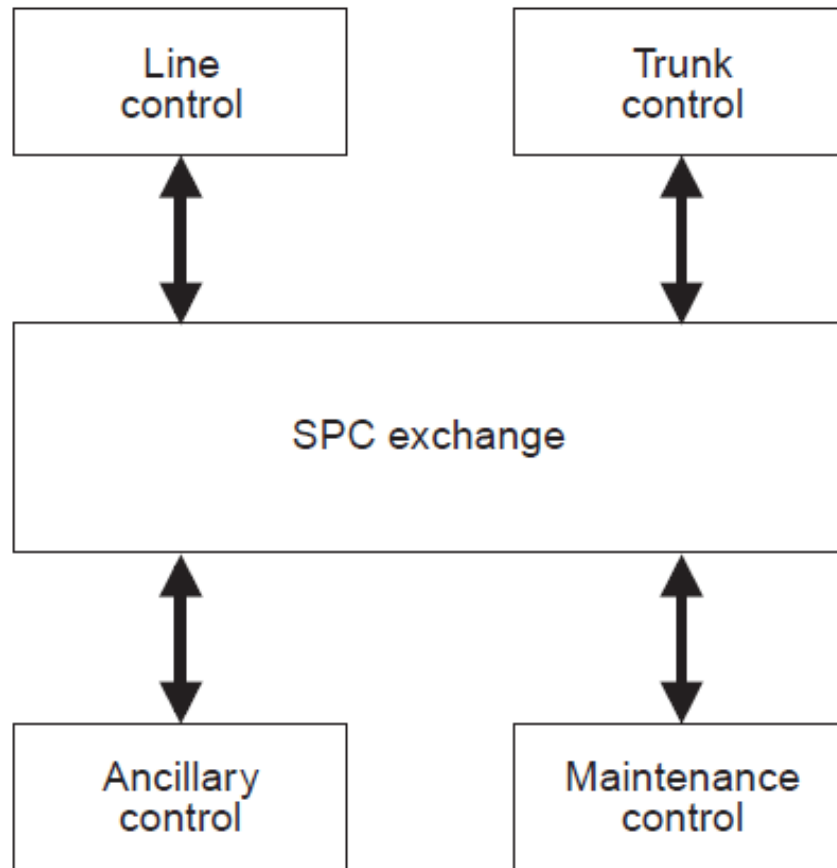 Line
control
Trunk
control
SPC exchange
Ancillary
control
Maintenance
control